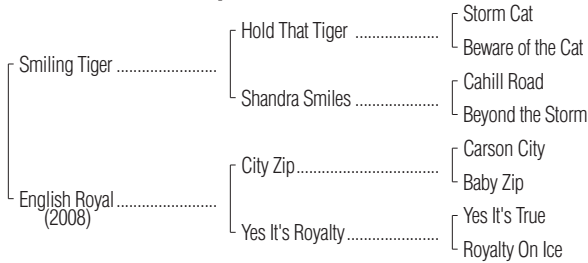 Storm Cat
Hold That Tiger ..................
Beware of the Cat
Smiling Tiger ......................
Cahill Road
Shandra Smiles ..................
Beyond the Storm
Carson City
City Zip..............................
Baby Zip
English Royal ......................
(2008)
Yes It's True
Yes It's Royalty...................
Royalty On Ice